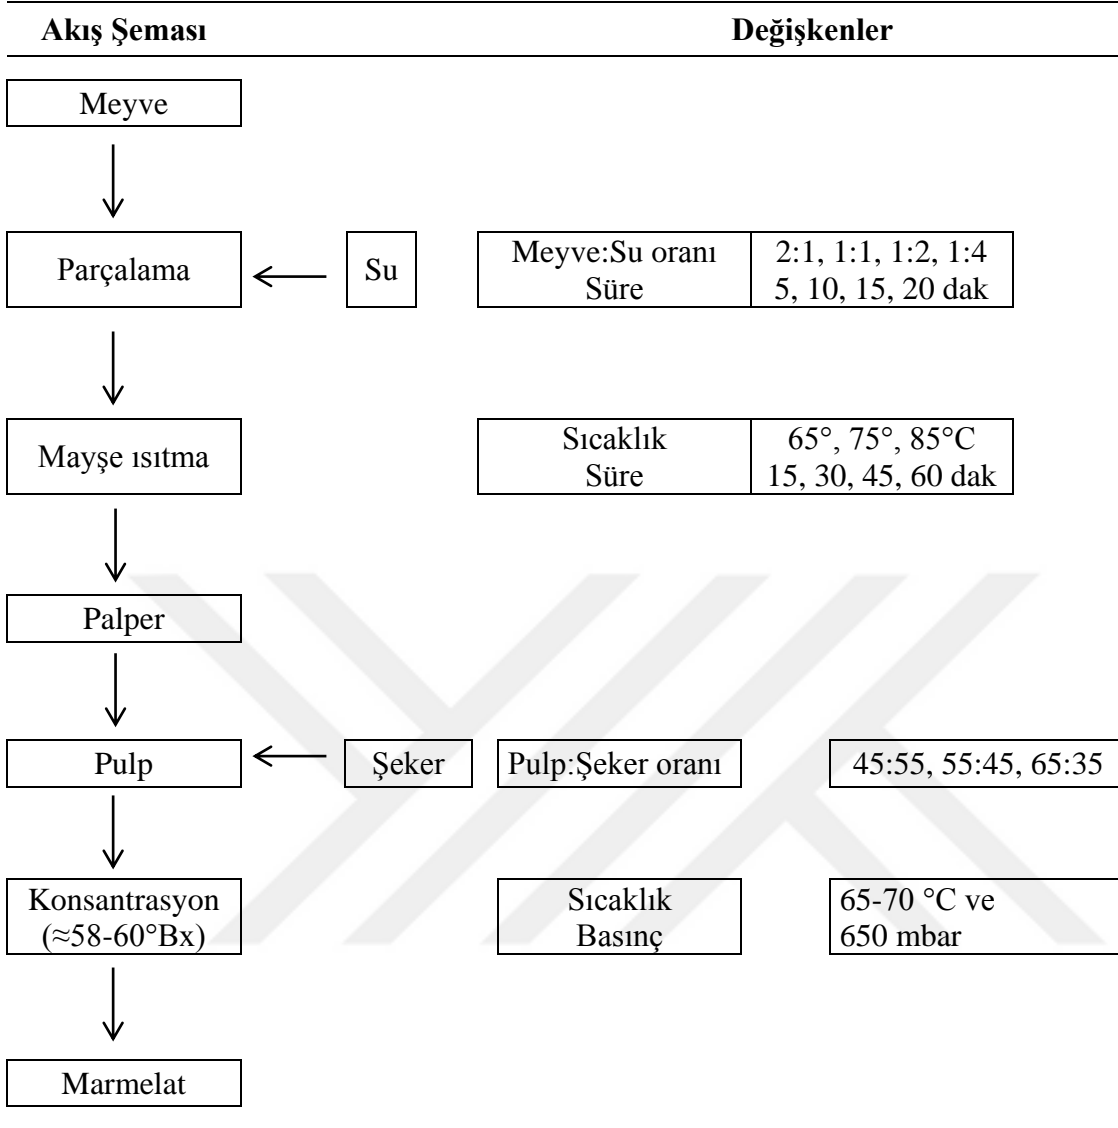 Akış Şeması
Değişkenler
Meyve
Parçalama
Su
Meyve:Su oranı
2:1, 1:1, 1:2, 1:4
Süre
5, 10, 15, 20 dak
Mayşe ısıtma
Sıcaklık
65°, 75°, 85°C
Süre
15, 30, 45, 60 dak
Palper
Pulp
Şeker
Pulp:Şeker oranı
45:55, 55:45, 65:35
Konsantrasyon
(≈58-60°Bx)
Sıcaklık
Basınç
65-70 °C ve
650 mbar
Marmelat